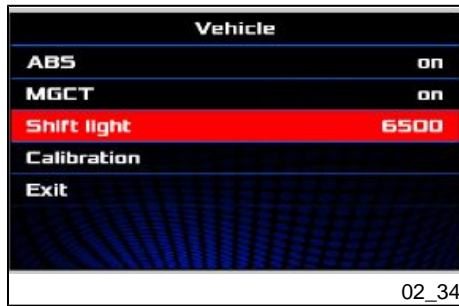 Vehicle
ABS on
MGCT on
Shift light 6500
Calibration
Exit
02_34